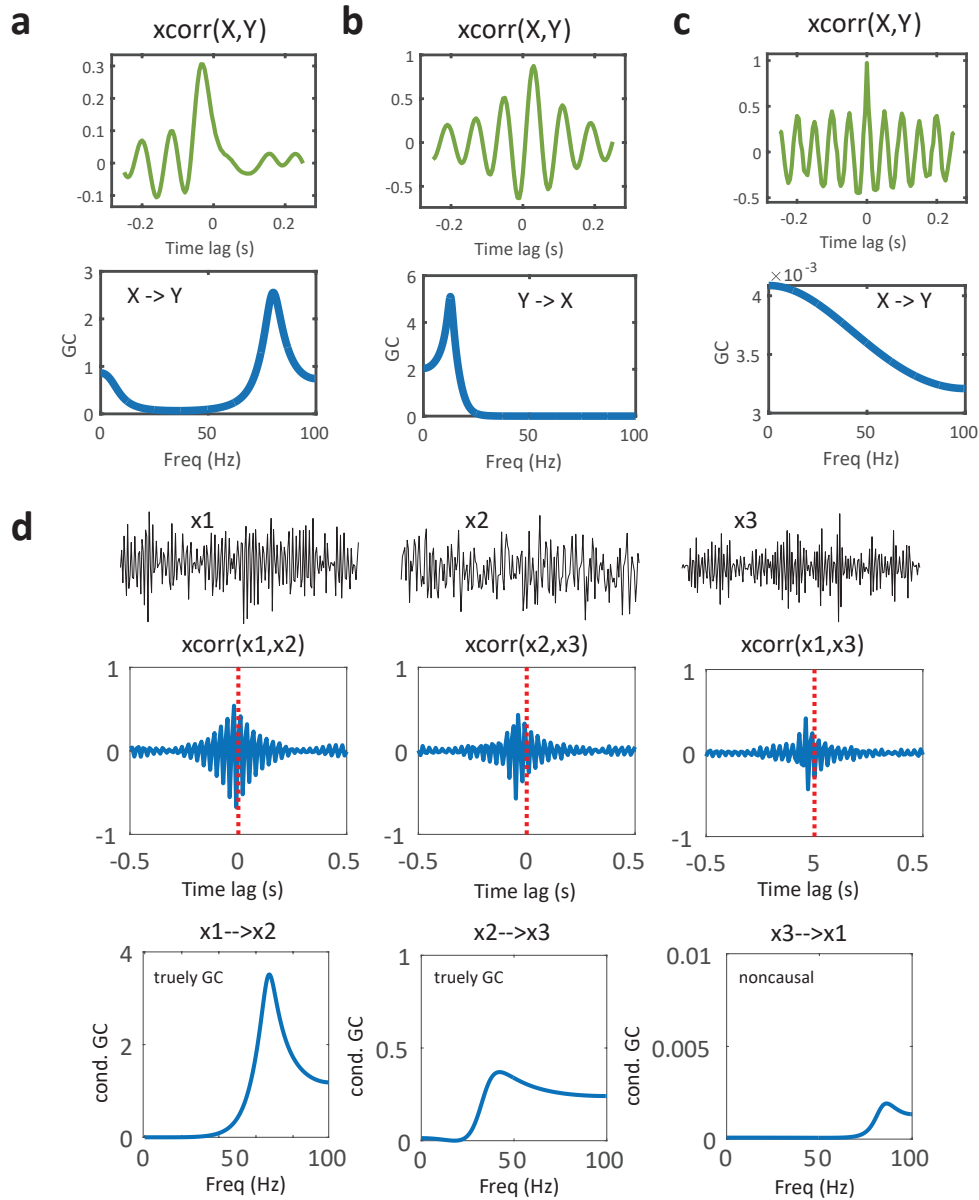 a
xcorr(X,Y)
0.3
0.2
0.1
0
-0.1
-0.2
0
0.2
Time lag (s)
3
2
1
0
GC
X -> Y
0
50
100
Freq (Hz)
b
xcorr(X,Y)
1
0.5
0
-0.5
-0.2
0
0.2
Time lag (s)
6
4
2
0
GC
Y -> X
0
50
100
Freq (Hz)
c
xcorr(X,Y)
1
0.5
0
-0.5
-0.2
0
0.2
Time lag (s)
×10-3
4
3.5
3
GC
X -> Y
0
50
100
Freq (Hz)
d
x1
x2
x3
xcorr(x1,x2)
1
0
-1
-0.5
0
0.5
Time lag (s)
xcorr(x2,x3)
1
0
-1
-0.5
0
0.5
Time lag (s)
xcorr(x1,x3)
1
0
-1
-0.5
5
0.5
Time lag (s)
x1-->x2
4
2
0
cond. GC
truely GC
0
50
100
Freq (Hz)
x2-->x3
1
0.5
0
cond. GC
truely GC
0
50
100
Freq (Hz)
x3-->x1
0.01
0.005
0
cond. GC
noncausal
0
50
100
Freq (Hz)